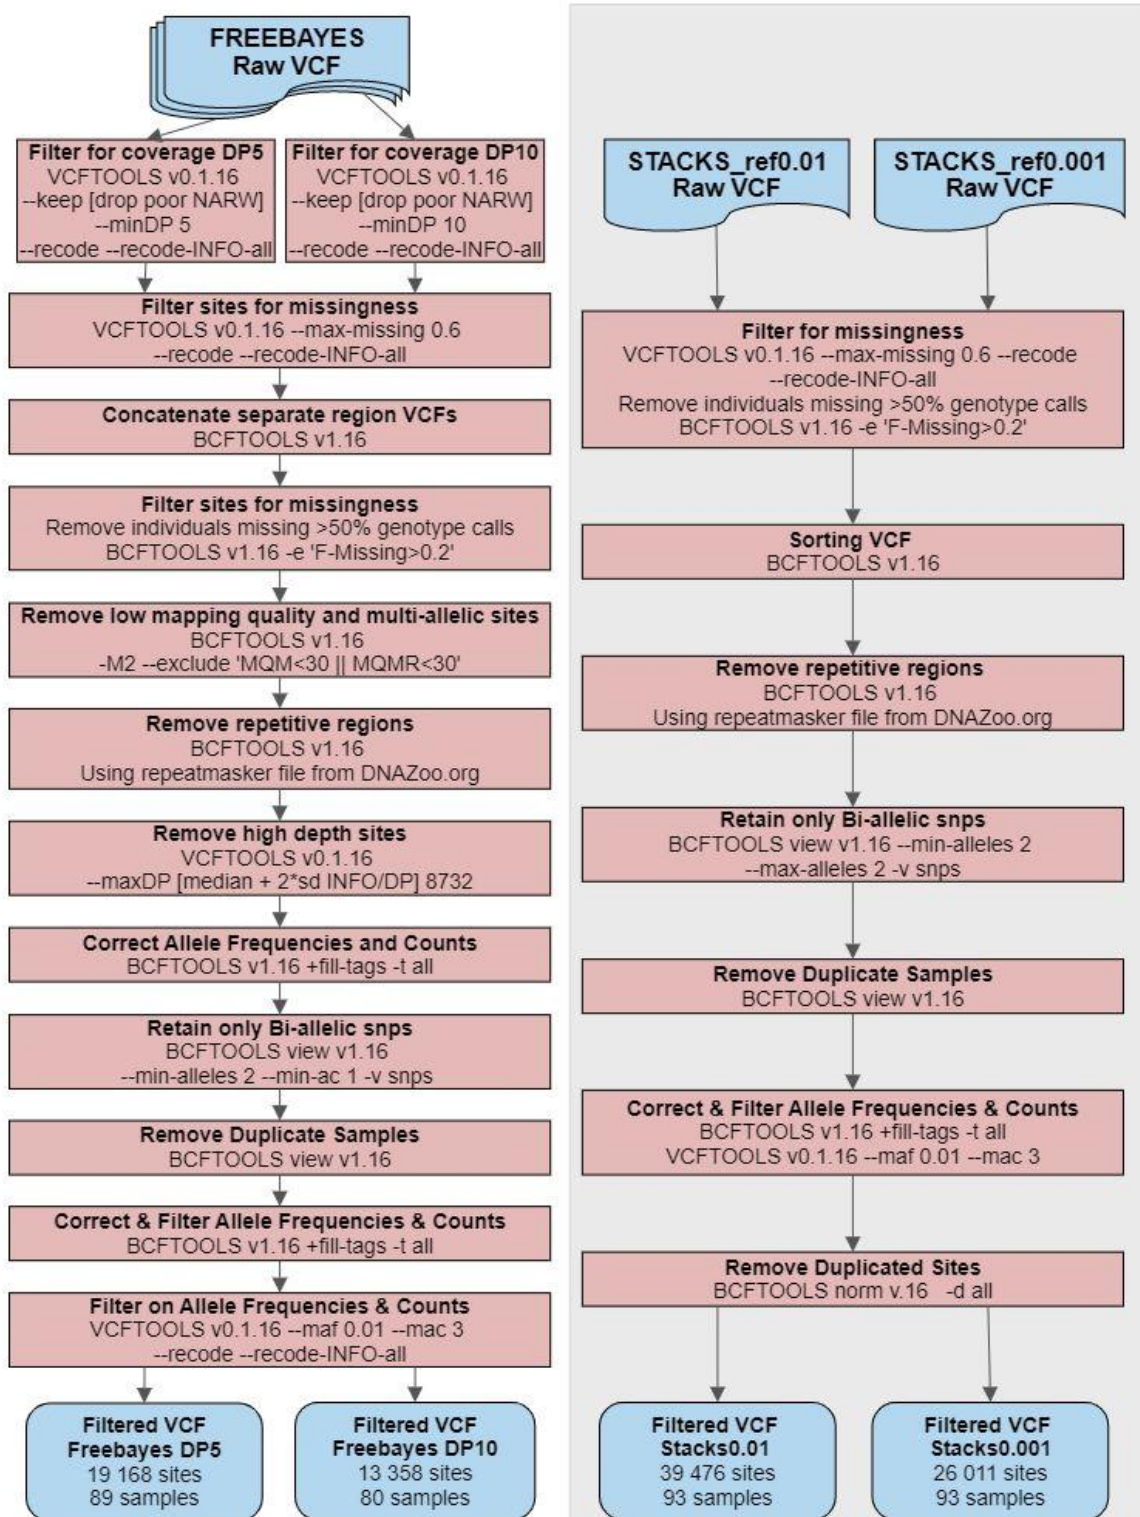 FREEBAYES
Raw VCF
Filter for coverage DP5
VCFTOOLS v0.1.16
--keep [drop poor NARW]
--minDP 5
--recode --recode-INFO-all
Filter for coverage DP10
VCFTOOLS v0.1.16
--keep [drop poor NARW]
--minDP 10
--recode --recode-INFO-all
Filter sites for missingness
VCFTOOLS v0.1.16 --max-missing 0.6
--recode --recode-INFO-all
Concatenate separate region VCFs
BCFTOOLS v1.16
Filter sites for missingness
Remove individuals missing >50% genotype calls
BCFTOOLS v1.16 -e 'F-Missing>0.2'
Remove low mapping quality and multi-allelic sites
BCFTOOLS v1.16
-M2 --exclude 'MQM<30 || MQMR<30'
Remove repetitive regions
BCFTOOLS v1.16
Using repeatmasker file from DNAZoo.org
Remove high depth sites
VCFTOOLS v0.1.16
--maxDP [median + 2*sd INFO/DP] 8732
Correct Allele Frequencies and Counts
BCFTOOLS v1.16 +fill-tags -t all
Retain only Bi-allelic snps
BCFTOOLS view v1.16
--min-alleles 2 --min-ac 1 -v snps
Remove Duplicate Samples
BCFTOOLS view v1.16
Correct & Filter Allele Frequencies & Counts
BCFTOOLS v1.16 +fill-tags -t all
Filter on Allele Frequencies & Counts
VCFTOOLS v0.1.16 --maf 0.01 --mac 3
--recode --recode-INFO-all
Filtered VCF
Freebayes DP5
19 168 sites
89 samples
Filtered VCF
Freebayes DP10
13 358 sites
80 samples
STACKS_ref0.01
Raw VCF
STACKS_ref0.001
Raw VCF
Filter for missingness
VCFTOOLS v0.1.16 --max-missing 0.6 --recode
--recode-INFO-all
Remove individuals missing >50% genotype calls
BCFTOOLS v1.16 -e 'F-Missing>0.2'
Sorting VCF
BCFTOOLS v1.16
Remove repetitive regions
BCFTOOLS v1.16
Using repeatmasker file from DNAZoo.org
Retain only Bi-allelic snps
BCFTOOLS view v1.16 --min-alleles 2
--max-alleles 2 -v snps
Remove Duplicate Samples
BCFTOOLS view v1.16
Correct & Filter Allele Frequencies & Counts
BCFTOOLS v1.16 +fill-tags -t all
VCFTOOLS v0.1.16 --maf 0.01 --mac 3
Remove Duplicated Sites
BCFTOOLS norm v.16 -d all
Filtered VCF
Stacks0.01
39 476 sites
93 samples
Filtered VCF
Stacks0.001
26 011 sites
93 samples